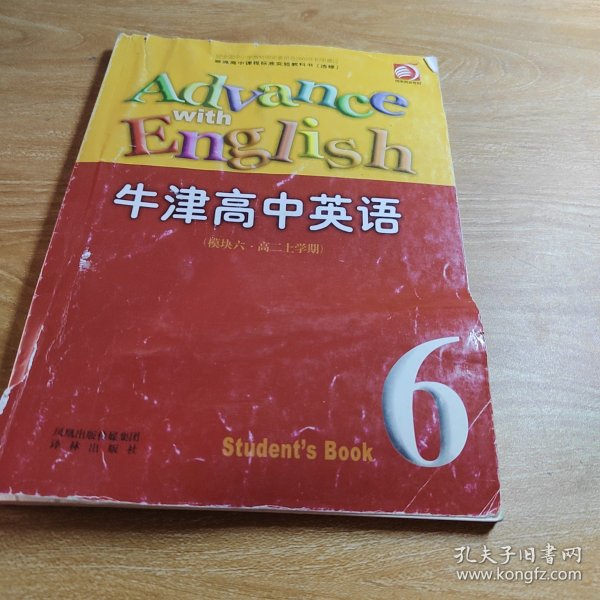 普通高中课程标准实验教科书（选修）
Advance
with
English
牛津高中英语
（模块六·高二上学期）
6
Student's Book
凤凰出版传媒集团
译林出版社
孔夫子旧书网
www.kongfz.com